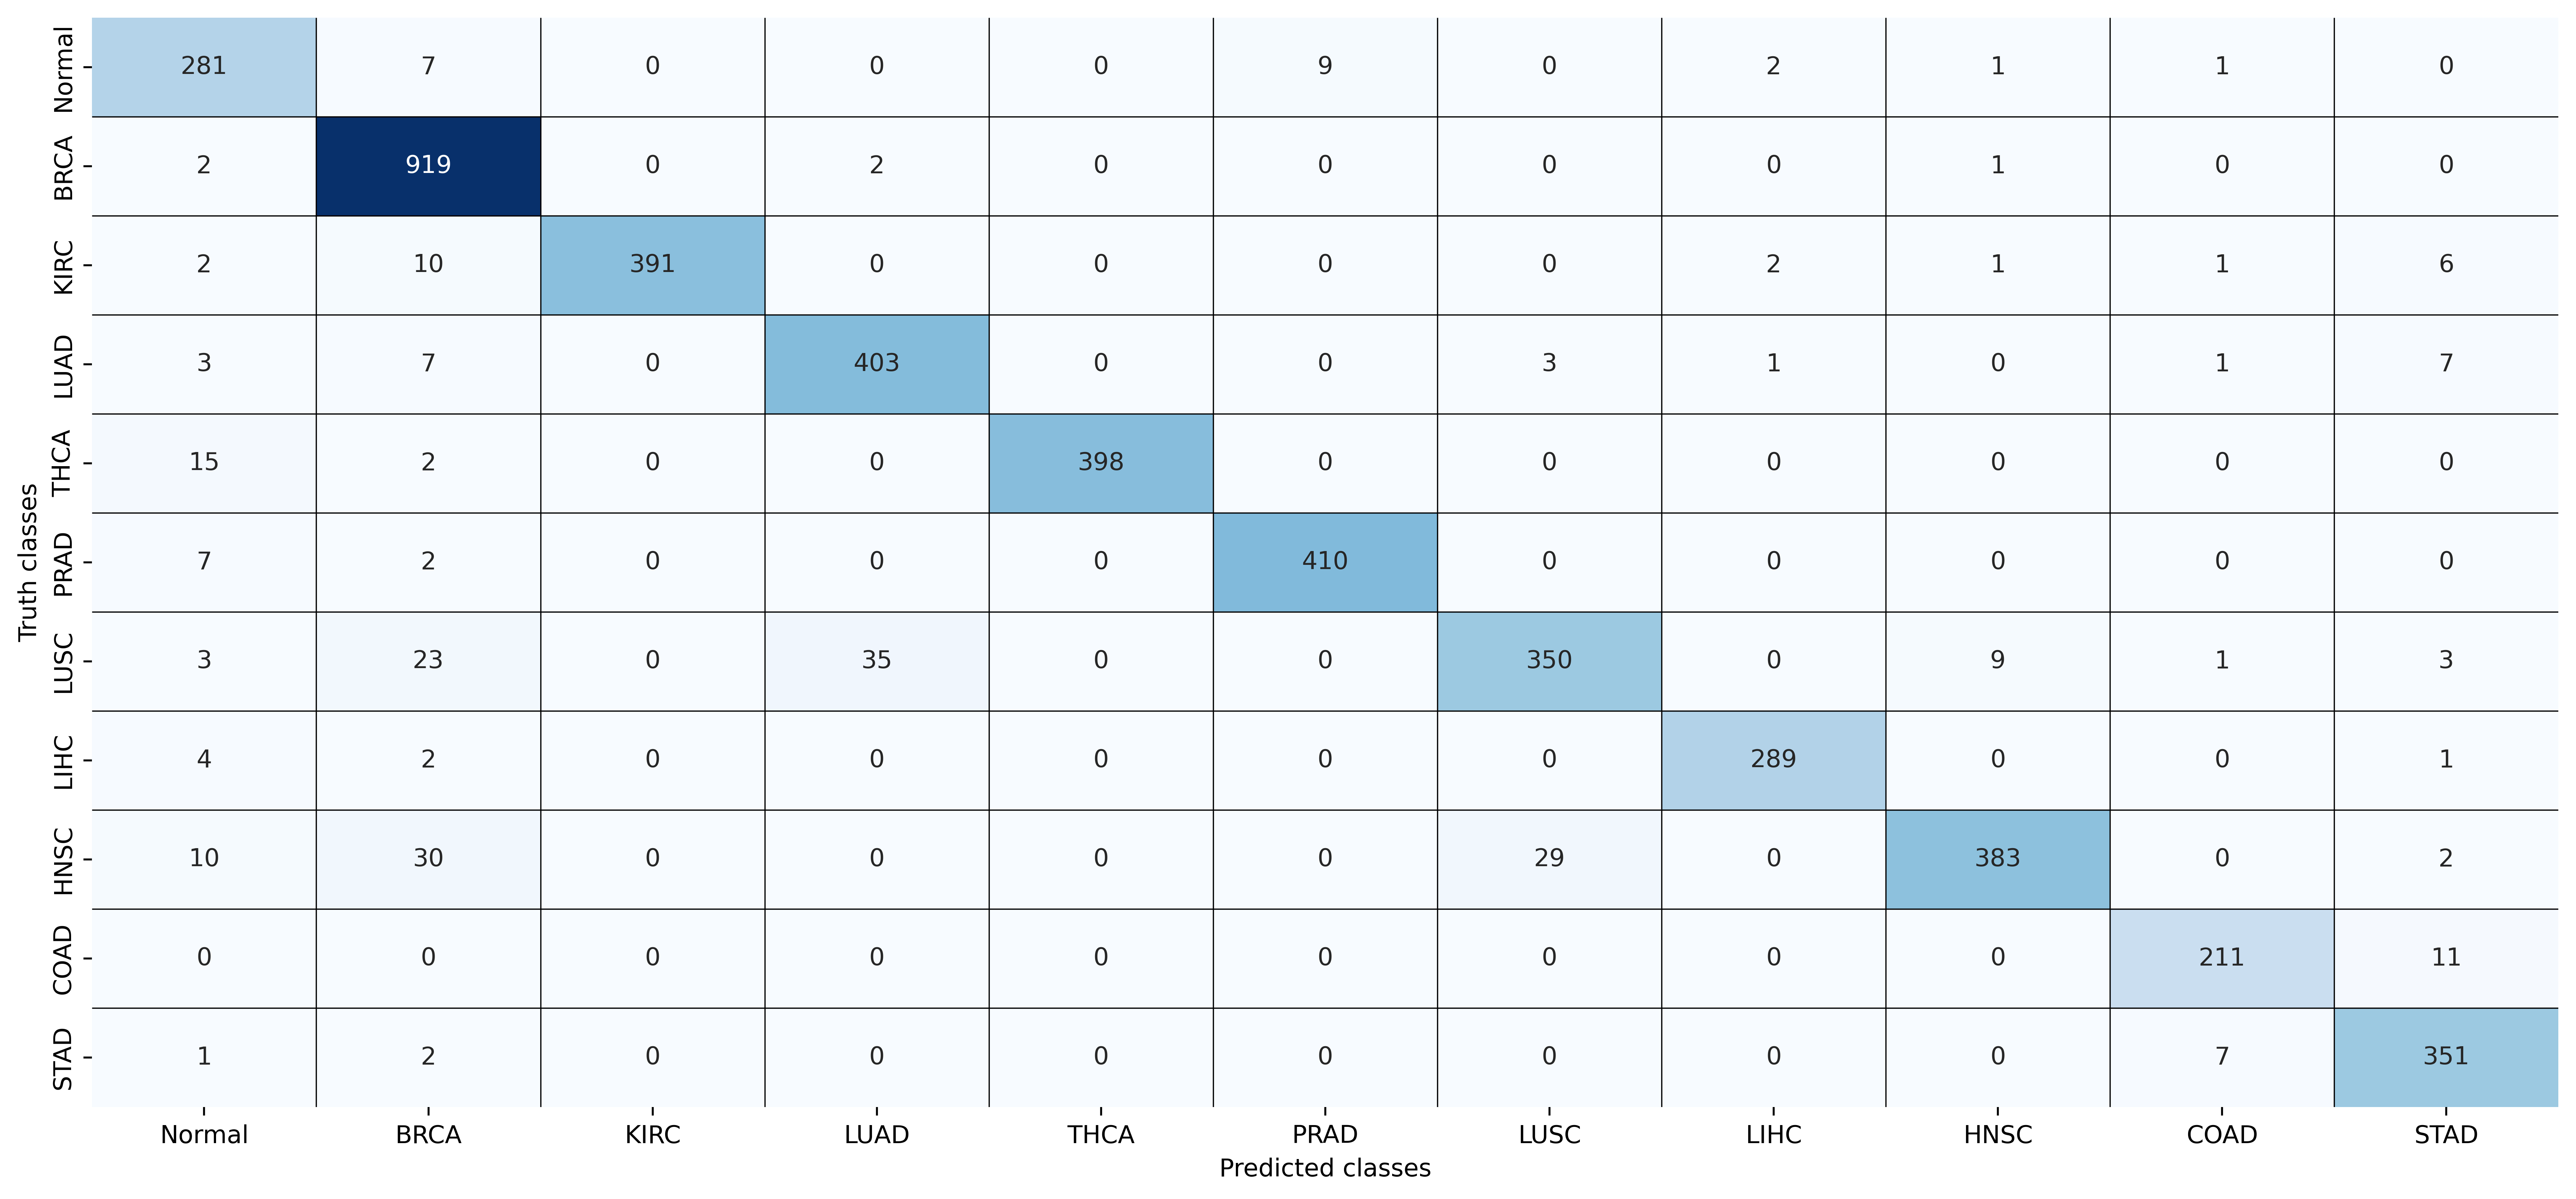 Truth classes
Normal 281 7 0 0 0 9 0 2 1 1 0
BRCA 2 919 0 2 0 0 0 0 1 0 0
KIRC 2 10 391 0 0 0 0 2 1 1 6
LUAD 3 7 0 403 0 0 3 1 0 1 7
THCA 15 2 0 0 398 0 0 0 0 0 0
PRAD 7 2 0 0 0 410 0 0 0 0 0
LUSC 3 23 0 35 0 0 350 0 9 1 3
LIHC 4 2 0 0 0 0 0 289 0 0 1
HNSC 10 30 0 0 0 0 29 0 383 0 2
COAD 0 0 0 0 0 0 0 0 0 211 11
STAD 1 2 0 0 0 0 0 0 0 7 351
Normal BRCA KIRC LUAD THCA PRAD LUSC LIHC HNSC COAD STAD
Predicted classes